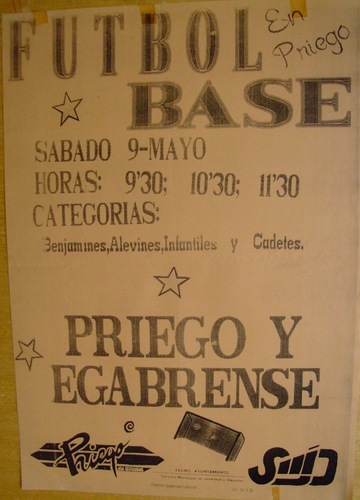 FUTBOL En Priego
BASE
SABADO 9-MAYO
HORAS: 9'30; 10'30; 11'30
CATEGORIAS:
Benjamines, Alevines, Infantiles y Cadetes.
PRIEGO Y
EGABRENSE
Priego
EXCMO. AYUNTAMIENTO